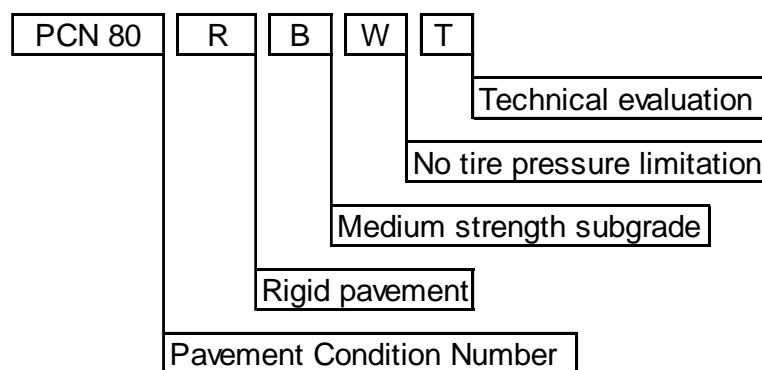 PCN 80 R B W T
Technical evaluation
No tire pressure limitation
Medium strength subgrade
Rigid pavement
Pavement Condition Number